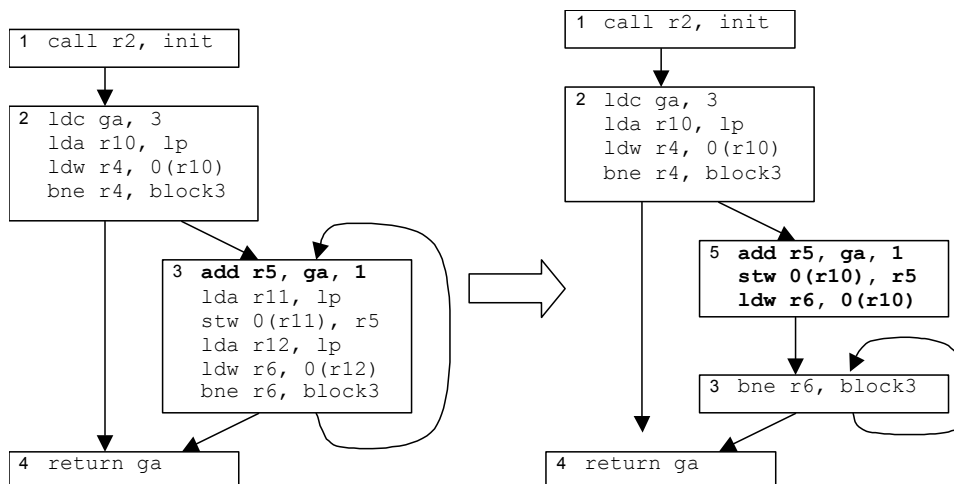 1 call r2, init
2 ldc ga, 3
lda r10, lp
ldw r4, 0(r10)
bne r4, block3
3 add r5, ga, 1
lda r11, lp
stw 0(r11), r5
lda r12, lp
ldw r6, 0(r12)
bne r6, block3
4 return ga
1 call r2, init
2 ldc ga, 3
lda r10, lp
ldw r4, 0(r10)
bne r4, block3
5 add r5, ga, 1
stw 0(r10), r5
ldw r6, 0(r10)
3 bne r6, block3
4 return ga